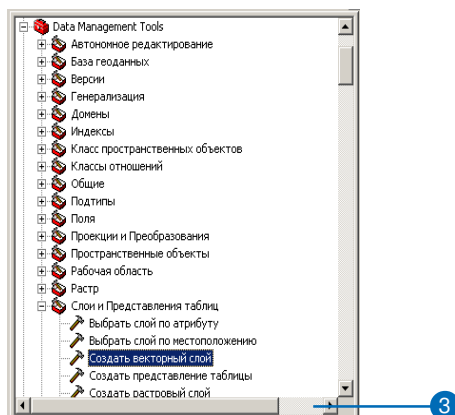 Data Management Tools
Автономное редактирование
База геоданных
Версии
Генерализация
Домены
Индексы
Класс пространственных объектов
Классы отношений
Общие
Подтипы
Поля
Проекции и Преобразования
Пространственные объекты
Рабочая область
Растр
Слои и Представления таблиц
Выбрать слой по атрибуту
Выбрать слой по местоположению
Создать векторный слой
Создать представление таблицы
Создать растровый слой
3